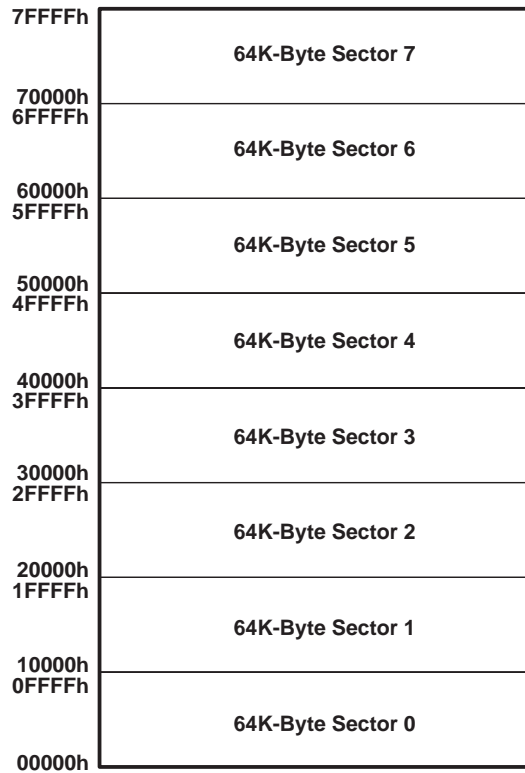 7FFFFh
64K-Byte Sector 7
70000h
6FFFFh
64K-Byte Sector 6
60000h
5FFFFh
64K-Byte Sector 5
50000h
4FFFFh
64K-Byte Sector 4
40000h
3FFFFh
64K-Byte Sector 3
30000h
2FFFFh
64K-Byte Sector 2
20000h
1FFFFh
64K-Byte Sector 1
10000h
0FFFFh
64K-Byte Sector 0
00000h